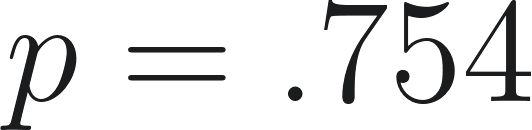 p = .754